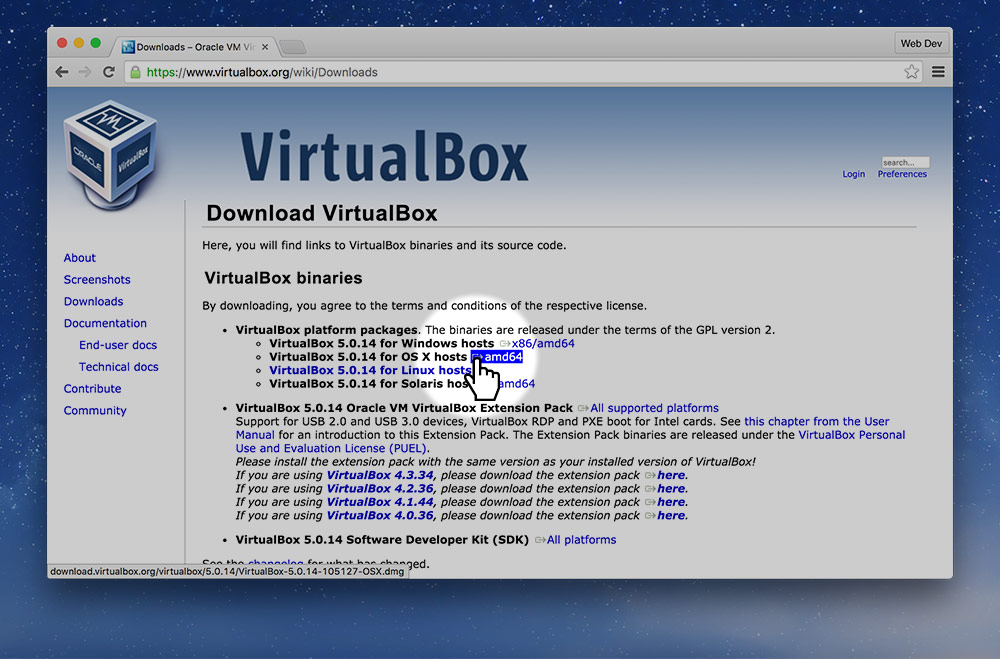 Downloads – Oracle VM Vir
Web Dev
https://www.virtualbox.org/wiki/Downloads
ORACLE
VirtualBox
VirtualBox
search...
Login Preferences
About
Screenshots
Downloads
Documentation
End-user docs
Technical docs
Contribute
Community
Download VirtualBox
Here, you will find links to VirtualBox binaries and its source code.
VirtualBox binaries
By downloading, you agree to the terms and conditions of the respective license.
• VirtualBox platform packages. The binaries are released under the terms of the GPL version 2.
VirtualBox 5.0.14 for Windows hosts x86/amd64
VirtualBox 5.0.14 for OS X hosts amd64
VirtualBox 5.0.14 for Linux hosts
VirtualBox 5.0.14 for Solaris hos amd64
• VirtualBox 5.0.14 Oracle VM VirtualBox Extension Pack All supported platforms
Support for USB 2.0 and USB 3.0 devices, VirtualBox RDP and PXE boot for Intel cards. See this chapter from the User
Manual for an introduction to this Extension Pack. The Extension Pack binaries are released under the VirtualBox Personal
Use and Evaluation License (PUEL).
Please install the extension pack with the same version as your installed version of VirtualBox!
If you are using VirtualBox 4.3.34, please download the extension pack here.
If you are using VirtualBox 4.2.36, please download the extension pack here.
If you are using VirtualBox 4.1.44, please download the extension pack here.
If you are using VirtualBox 4.0.36, please download the extension pack here.
• VirtualBox 5.0.14 Software Developer Kit (SDK) All platforms
See the changelog for what has changed.
download.virtualbox.org/virtualbox/5.0.14/VirtualBox-5.0.14-105127-OSX.dmg